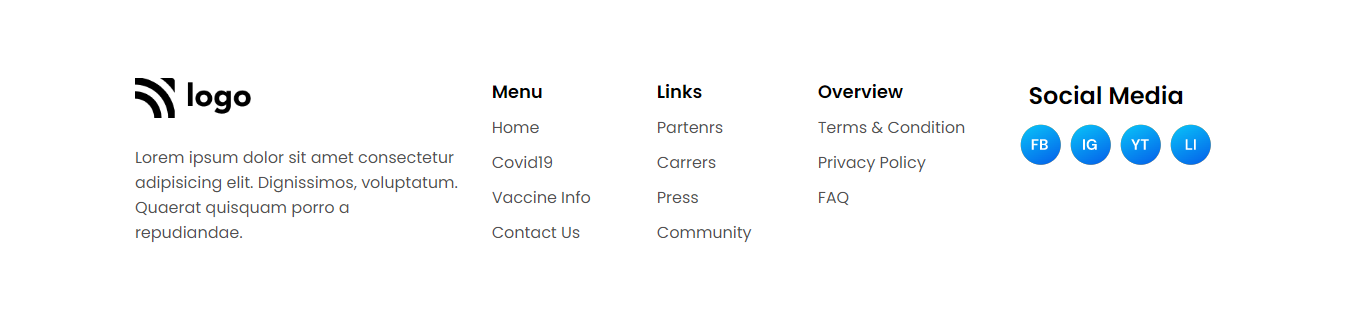 logo
Lorem ipsum dolor sit amet consectetur
adipisicing elit. Dignissimos, voluptatum.
Quaerat quisquam porro a
repudiandae.
Menu
Home
Covid19
Vaccine Info
Contact Us
Links
Partenrs
Carrers
Press
Community
Overview
Terms & Condition
Privacy Policy
FAQ
Social Media
FB IG YT LI